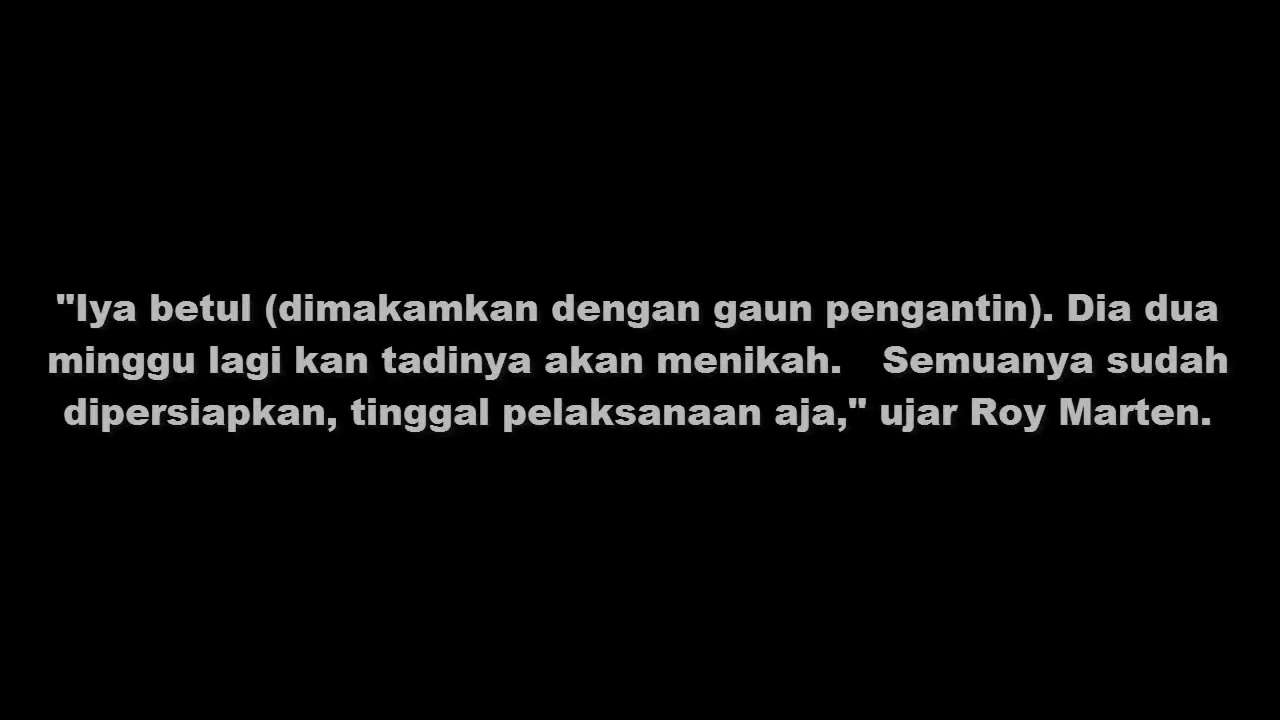 "Iya betul (dimakamkan dengan gaun pengantin). Dia dua
minggu lagi kan tadinya akan menikah.   Semuanya sudah
dipersiapkan, tinggal pelaksanaan aja," ujar Roy Marten.